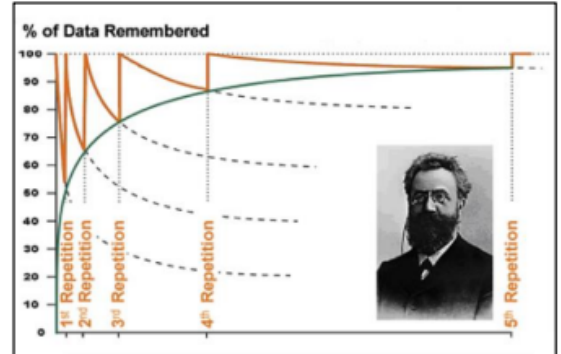 % of Data Remembered
100
90
80
70
60
50
40
30
20
10
0
1st Repetition
2nd Repetition
3rd Repetition
4th Repetition
5th Repetition